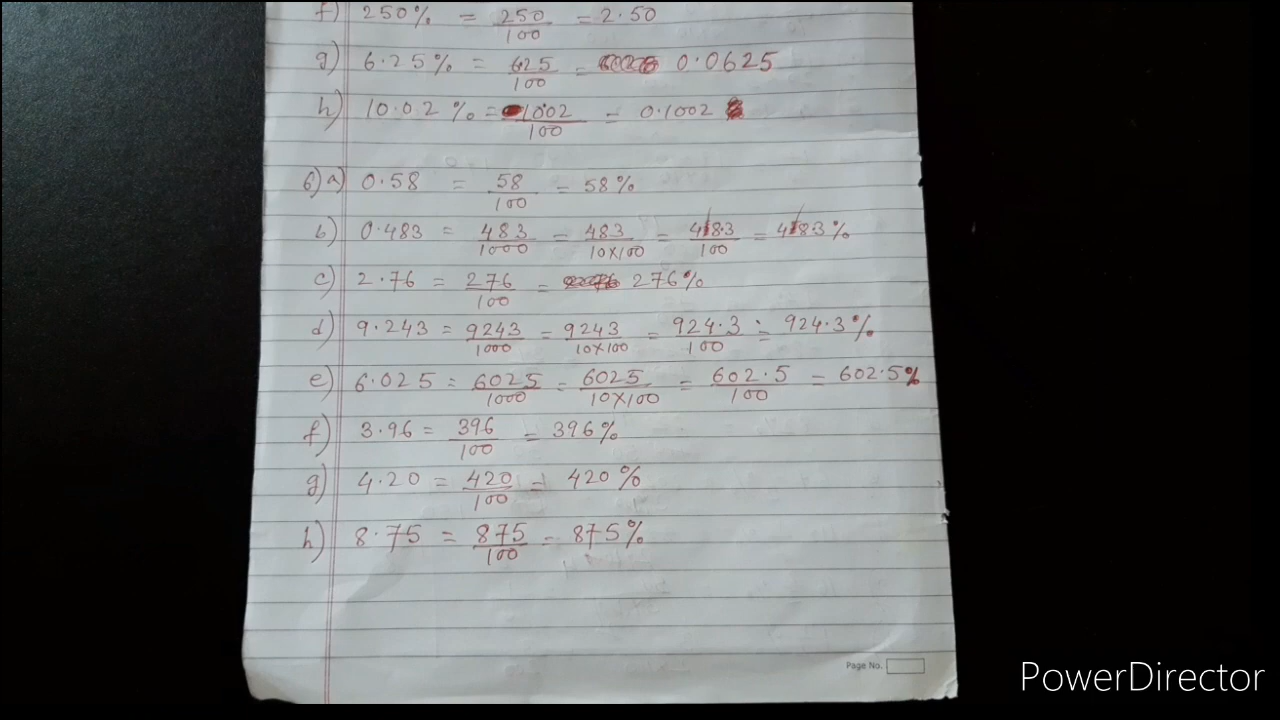 f) 250% = 250/100 = 2.50
g) 6.25% = 625/100 = 0.0625
h) 10.02% = 1002/100 = 0.1002
6) a) 0.58 = 58/100 = 58%
b) 0.483 = 483/1000 = 483/10×100 = 48.3/100 = 48.3%
c) 2.76 = 276/100 = 276%
d) 9.243 = 9243/1000 = 9243/10×100 = 924.3/100 = 924.3%
e) 6.025 = 6025/1000 = 6025/10×100 = 602.5/100 = 602.5%
f) 3.96 = 396/100 = 396%
g) 4.20 = 420/100 = 420%
h) 8.75 = 875/100 = 875%
Page No.
PowerDirector